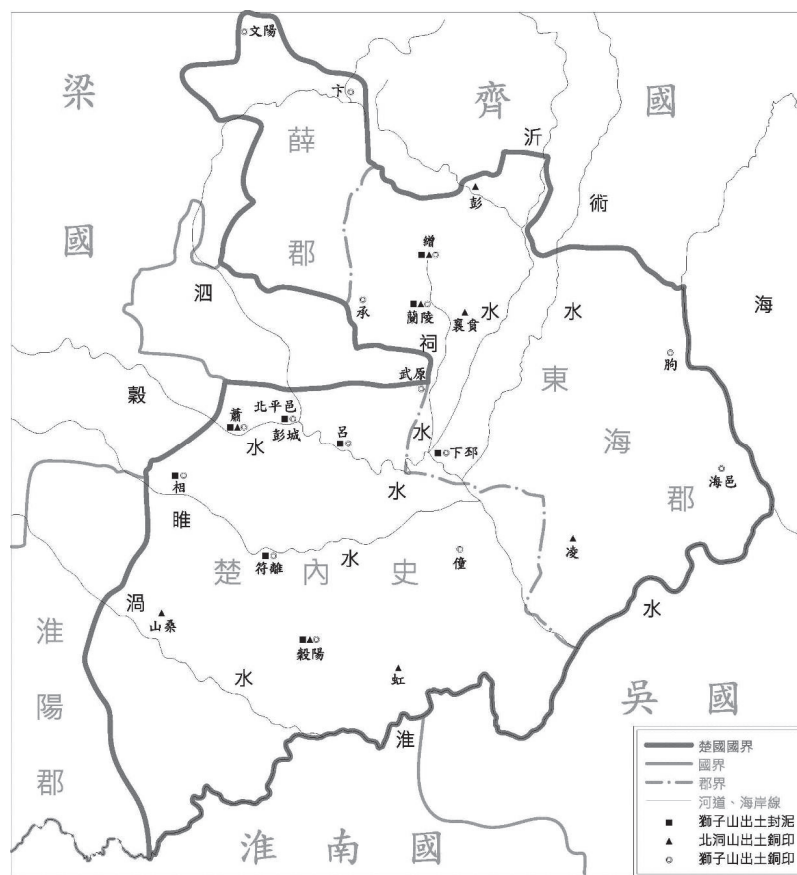 文陽
梁
國
齊國
卞
薛
郡
沂
術
彭
繒
承
蘭陵
襄賁
水
水
海
泗
祠
武原
朐
東
海
郡
穀
蕭
北平邑
彭城
呂
水
水
下邳
海邑
相
水
睢
符離
水
僮
凌
楚內史
渦
山桑
水
穀陽
虹
水
淮
淮
陽
郡
吳國
淮南國
楚國國界
國界
郡界
河道、海岸線
獅子山出土封泥
北洞山出土銅印
獅子山出土銅印